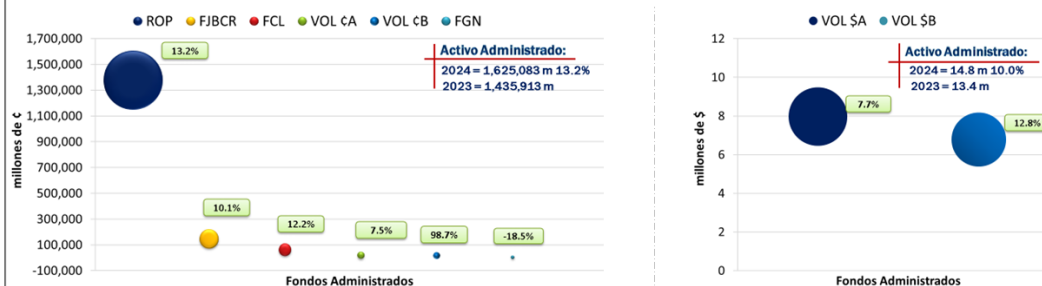 ROP FJBCR FCL VOL ¢A VOL ¢B FGN
millones de ¢
1,700,000
1,500,000
1,300,000
1,100,000
900,000
700,000
500,000
300,000
100,000
-100,000
13.2%
10.1%
12.2%
7.5%
98.7%
-18.5%
Activo Administrado:
2024 = 1,625,083 m 13.2%
2023 = 1,435,913 m
Fondos Administrados
VOL $A VOL $B
millones de $
12
10
8
6
4
2
0
7.7%
12.8%
Activo Administrado:
2024 = 14.8 m 10.0%
2023 = 13.4 m
Fondos Administrados